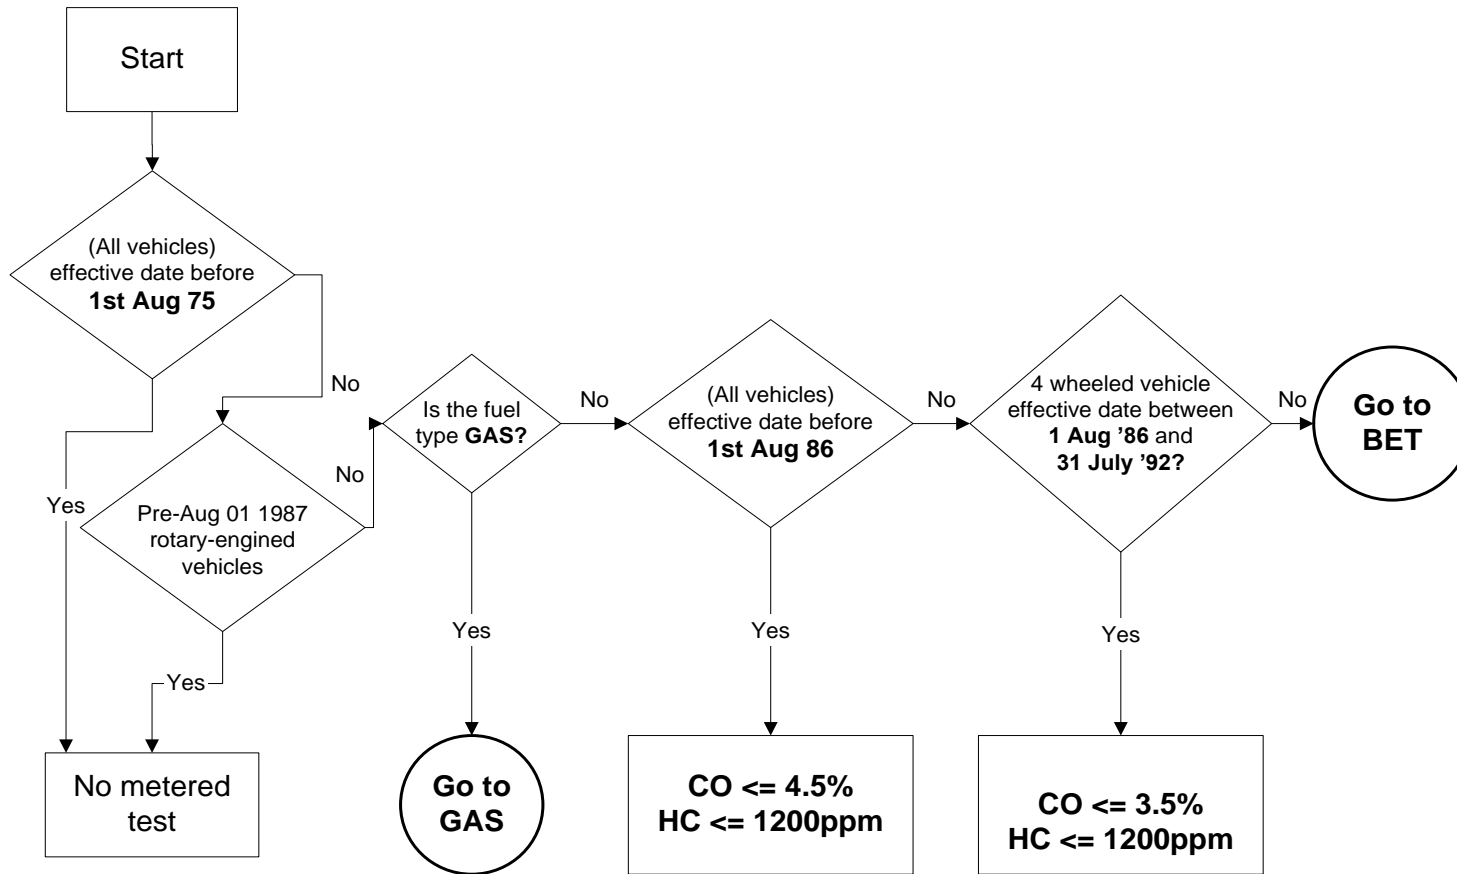 Start
(All vehicles)
effective date before
1st Aug 75
No
Yes
Pre-Aug 01 1987
rotary-engined
vehicles
No
Yes
No metered
test
Is the fuel
type GAS?
No
Yes
Go to
GAS
(All vehicles)
effective date before
1st Aug 86
No
Yes
CO <= 4.5%
HC <= 1200ppm
4 wheeled vehicle
effective date between
1 Aug ’86 and
31 July ’92?
No
Yes
CO <= 3.5%
HC <= 1200ppm
Go to
BET